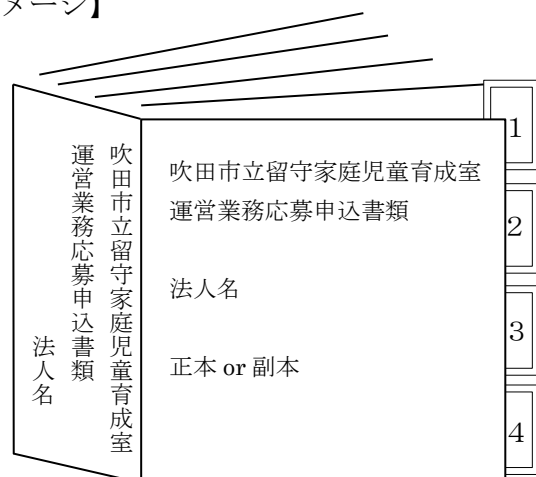 メージ】
吹田市立留守家庭児童育成室
運営業務応募申込書類
法人名
吹田市立留守家庭児童育成室
運営業務応募申込書類
法人名
正本 or 副本
1
2
3
4